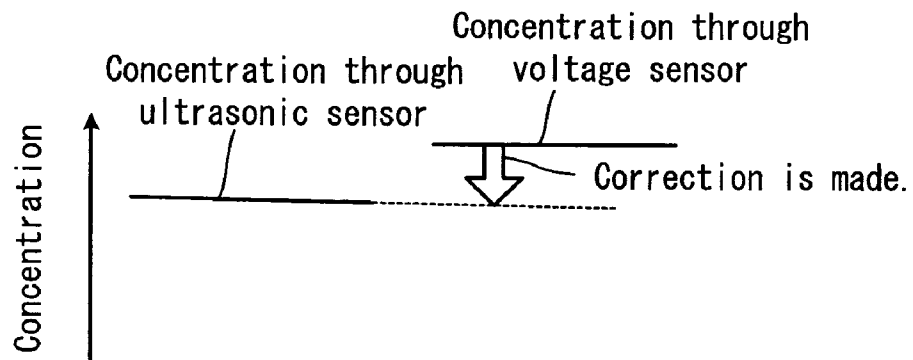 Concentration through
voltage sensor
Concentration through
ultrasonic sensor
Correction is made.
Concentration